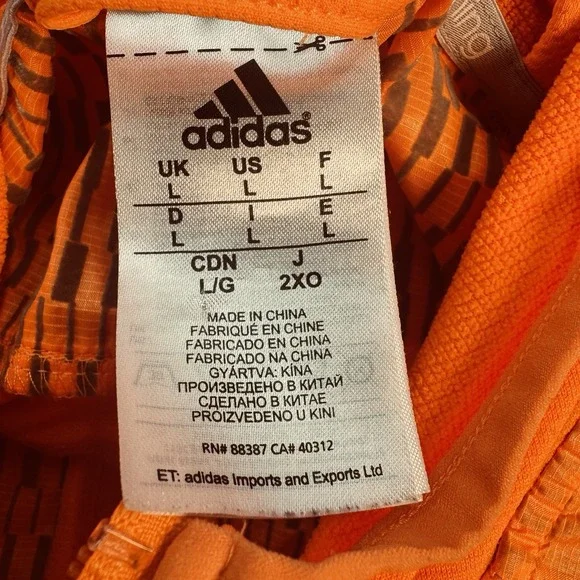 ning
adidas®
UK US F
L L L
D I E
L L L
CDN J
L/G 2XO
MADE IN CHINA
FABRIQUÉ EN CHINE
FABRICADO EN CHINA
FABRICADO NA CHINA
GYÁRTVA: KÍNA
ПРОИЗВЕДЕНО В КИТАЙ
СДЕЛАНО В КИТАЕ
PROIZVEDENO U KINI
RN# 88387 CA# 40312
ET: adidas Imports and Exports Ltd